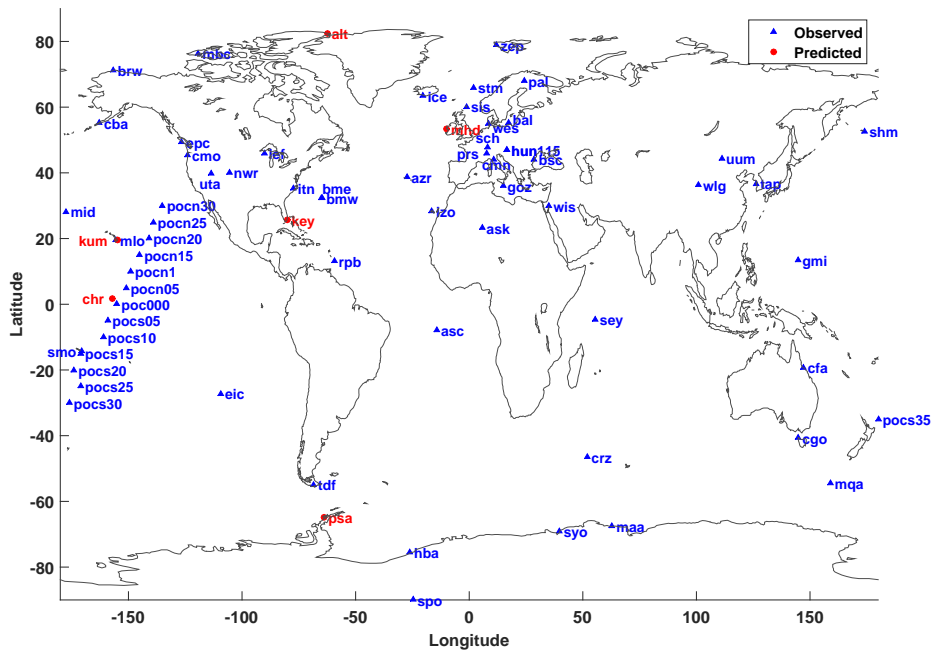 Observed
Predicted
80
60
40
20
0
-20
-40
-60
-80
Latitude
alt
zep
mbc
brw
ice
stm
pal
sis
cba
bal
wes
mhd
shm
epc
sch
cmo
lef
prs
hun115
uum
bsc
cmn
nwr
uta
azr
wlg
tap
itn
bme
goz
bmw
pocn30
mid
izo
wis
pocn25
key
ask
pocn20
kum
mlo
pocn15
rpb
gmi
pocn1
pocn05
chr
poc000
pocs05
sey
asc
pocs10
smo
pocs15
pocs20
cfa
pocs25
eic
pocs30
pocs35
cgo
crz
mqa
tdf
psa
maa
syo
hba
spo
-150
-100
-50
0
50
100
150
Longitude